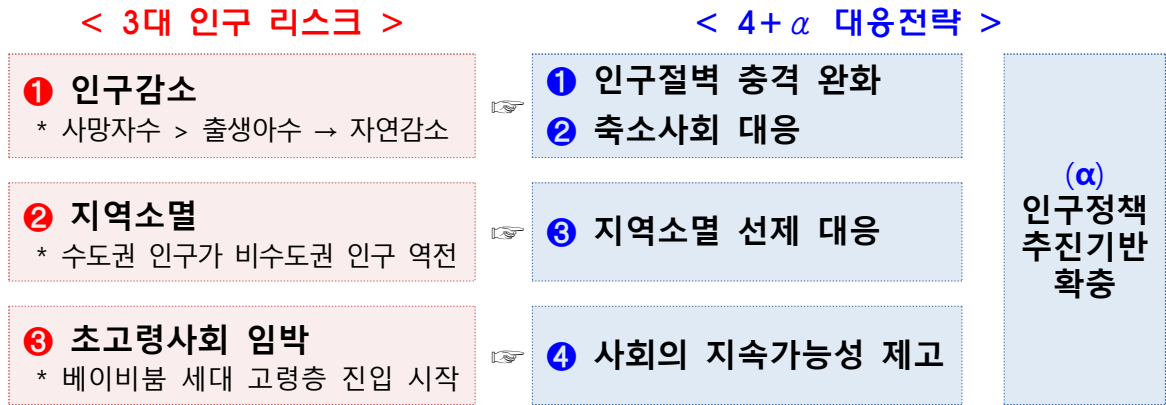 < 3대 인구 리스크 >
< 4+α 대응전략 >
❶ 인구감소
* 사망자수 > 출생아수 → 자연감소
☞
❶ 인구절벽 충격 완화
❷ 축소사회 대응
❷ 지역소멸
* 수도권 인구가 비수도권 인구 역전
☞
❸ 지역소멸 선제 대응
❸ 초고령사회 임박
* 베이비붐 세대 고령층 진입 시작
☞
❹ 사회의 지속가능성 제고
(α)
인구정책
추진기반
확충